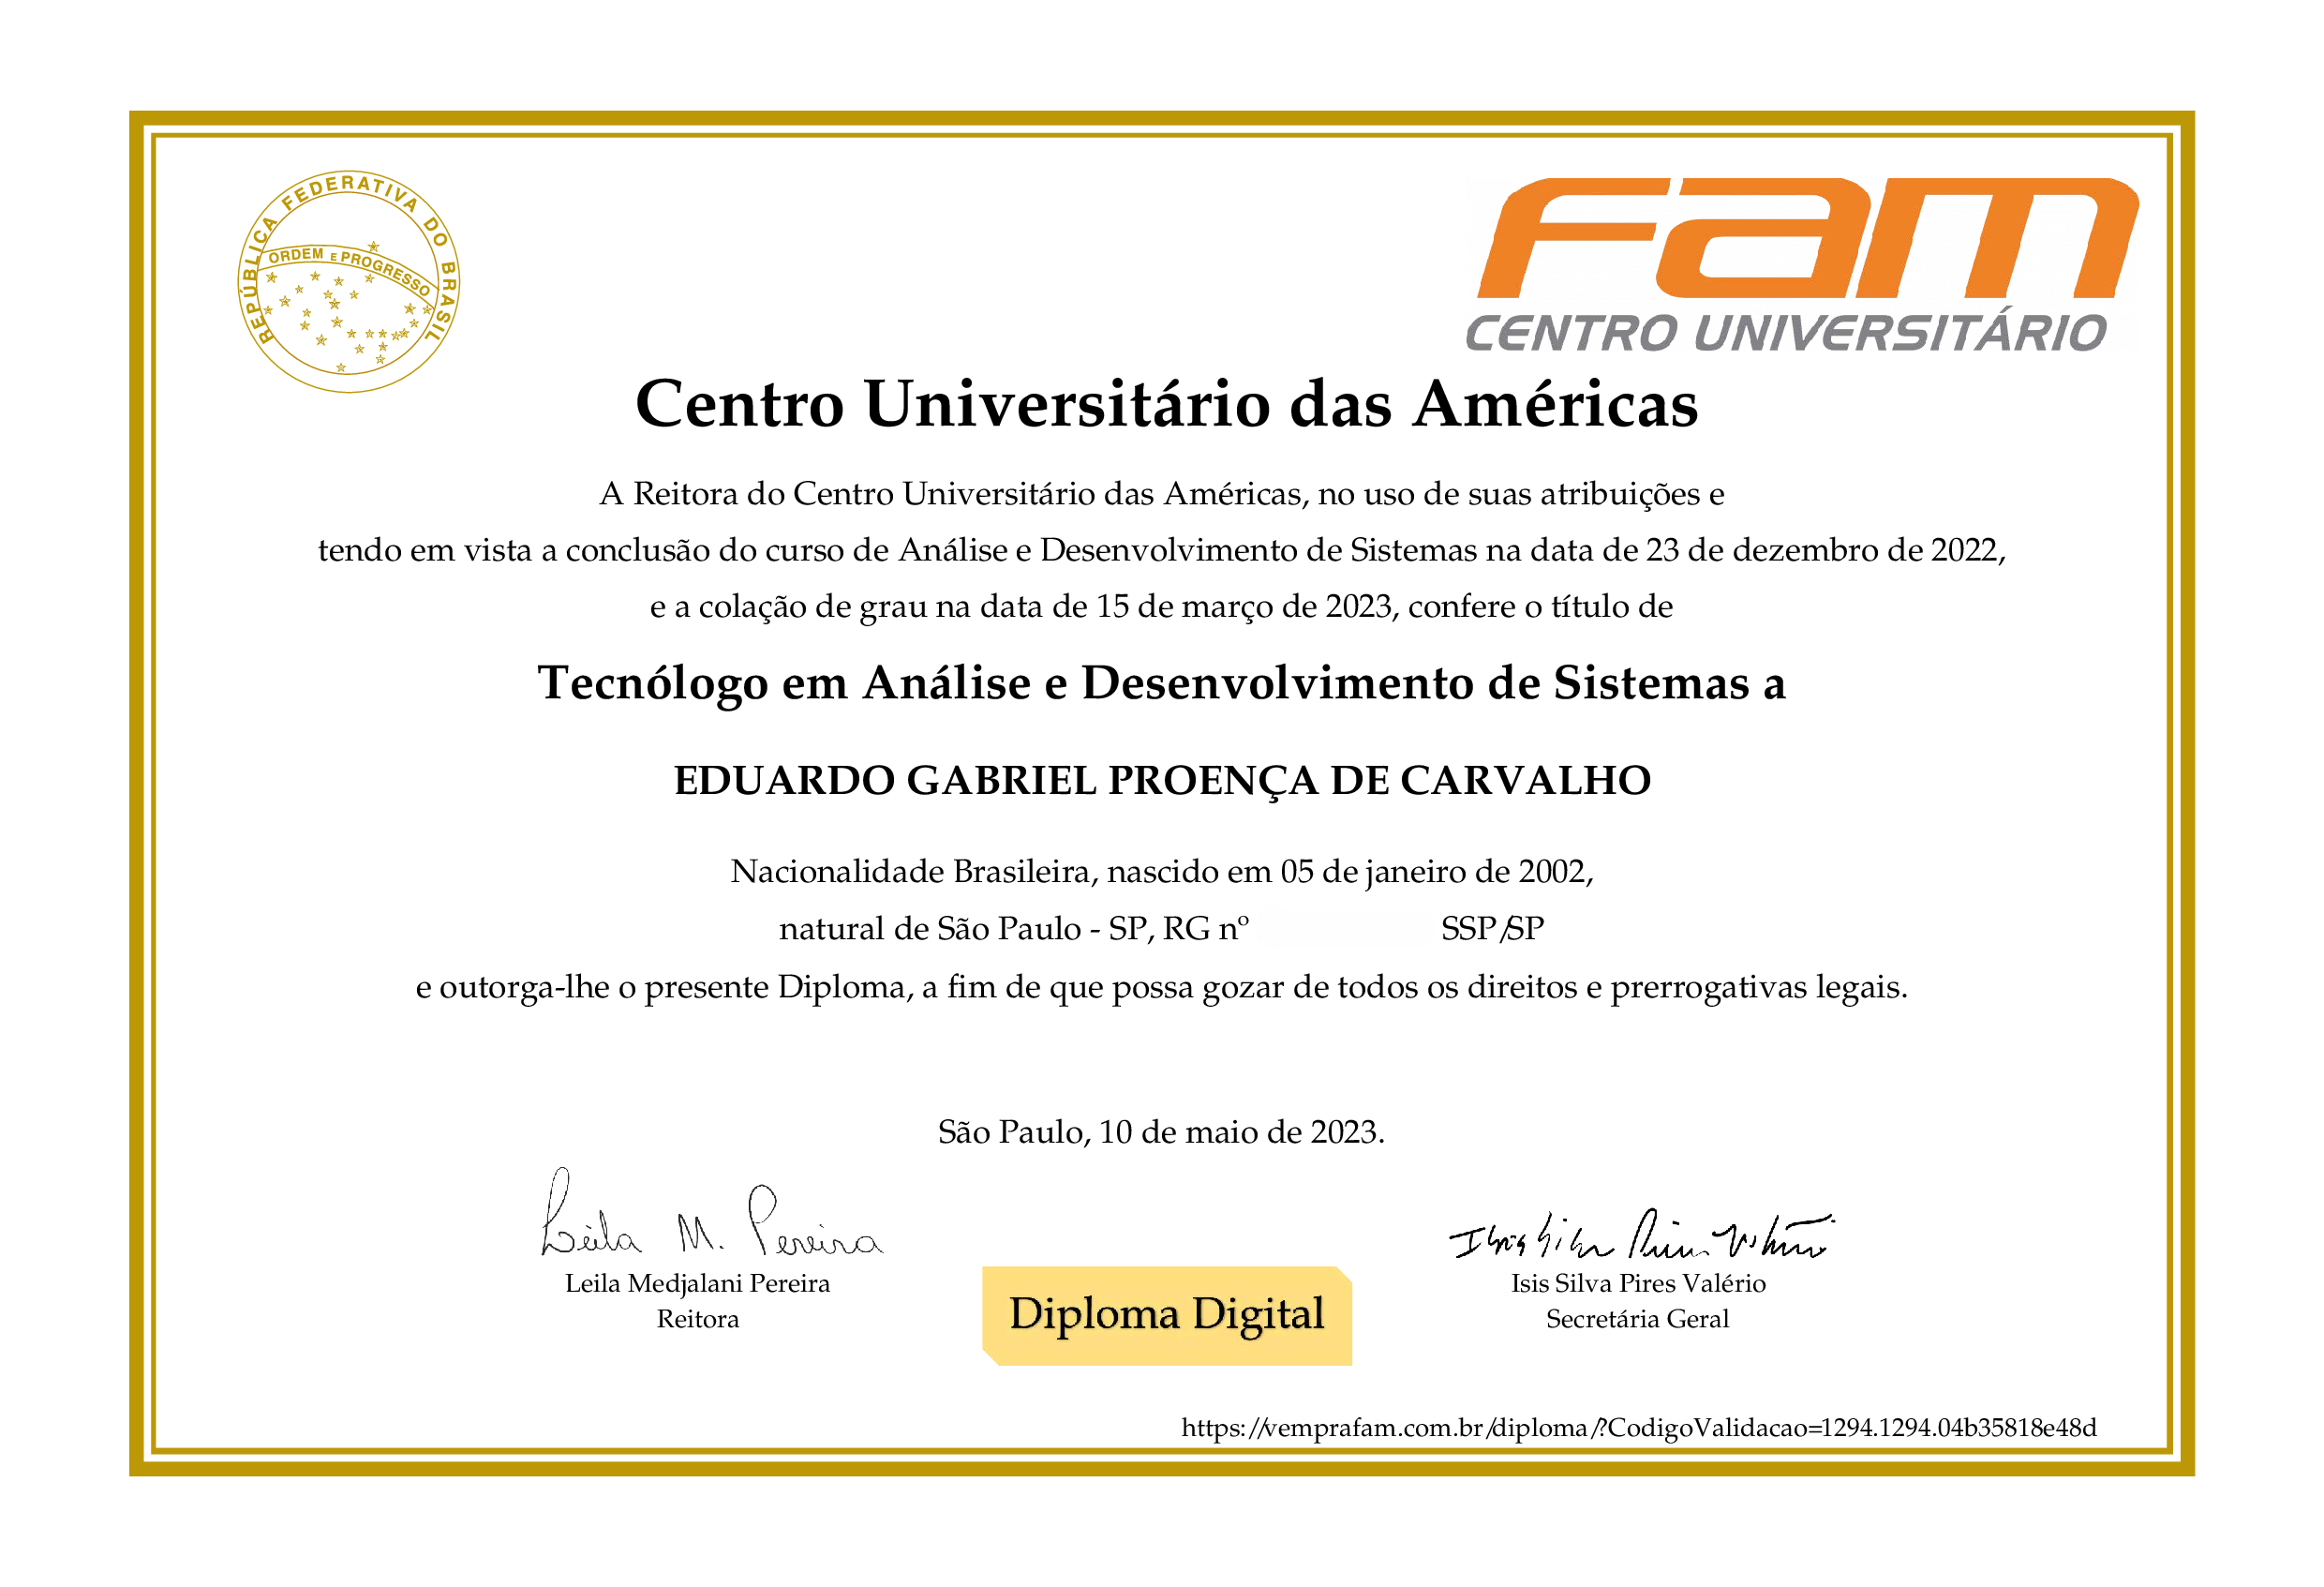 REPÚBLICA FEDERATIVA DO BRASIL
ORDEM E PROGRESSO
Fam
CENTRO UNIVERSITÁRIO
Centro Universitário das Américas
A Reitora do Centro Universitário das Américas, no uso de suas atribuições e
tendo em vista a conclusão do curso de Análise e Desenvolvimento de Sistemas na data de 23 de dezembro de 2022,
e a colação de grau na data de 15 de março de 2023, confere o título de
Tecnólogo em Análise e Desenvolvimento de Sistemas a
EDUARDO GABRIEL PROENÇA DE CARVALHO
Nacionalidade Brasileira, nascido em 05 de janeiro de 2002,
natural de São Paulo - SP, RG nº SSP/SP
e outorga-lhe o presente Diploma, a fim de que possa gozar de todos os direitos e prerrogativas legais.
São Paulo, 10 de maio de 2023.
Leila M. Pereira
Isis Silva Pires Valério
Leila Medjalani Pereira
Reitora
Isis Silva Pires Valério
Secretária Geral
Diploma Digital
https://vemprafam.com.br/diploma/?CodigoValidacao=1294.1294.04b35818e48d